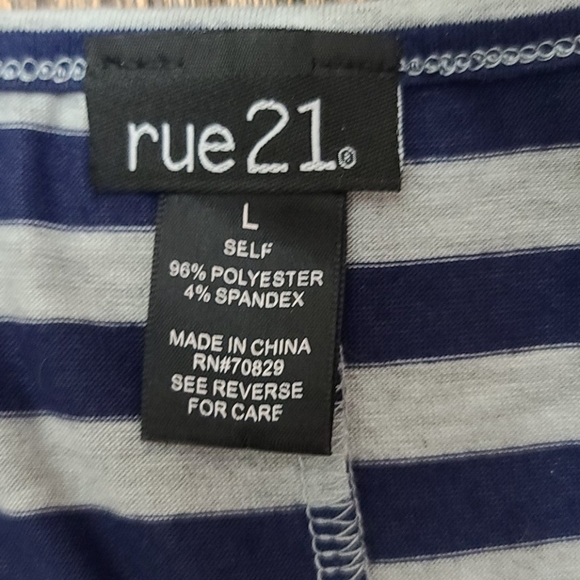 rue21®
L
SELF
96% POLYESTER
4% SPANDEX
MADE IN CHINA
RN#70829
SEE REVERSE
FOR CARE